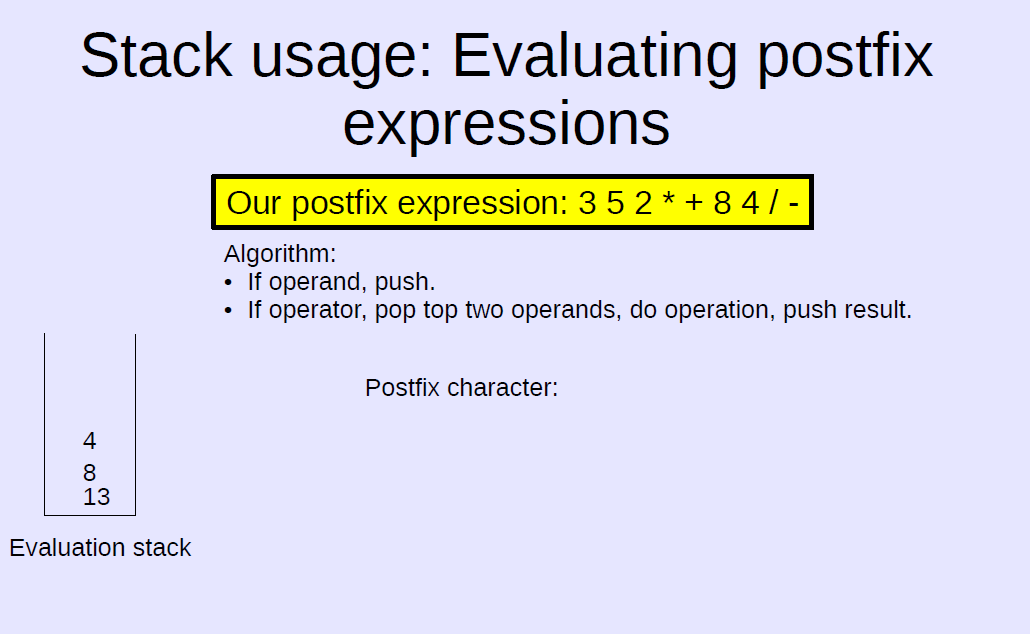 Stack usage: Evaluating postfix
expressions
Our postfix expression: 3 5 2 * + 8 4 / -
Algorithm:
• If operand, push.
• If operator, pop top two operands, do operation, push result.
Postfix character:
4
8
13
Evaluation stack